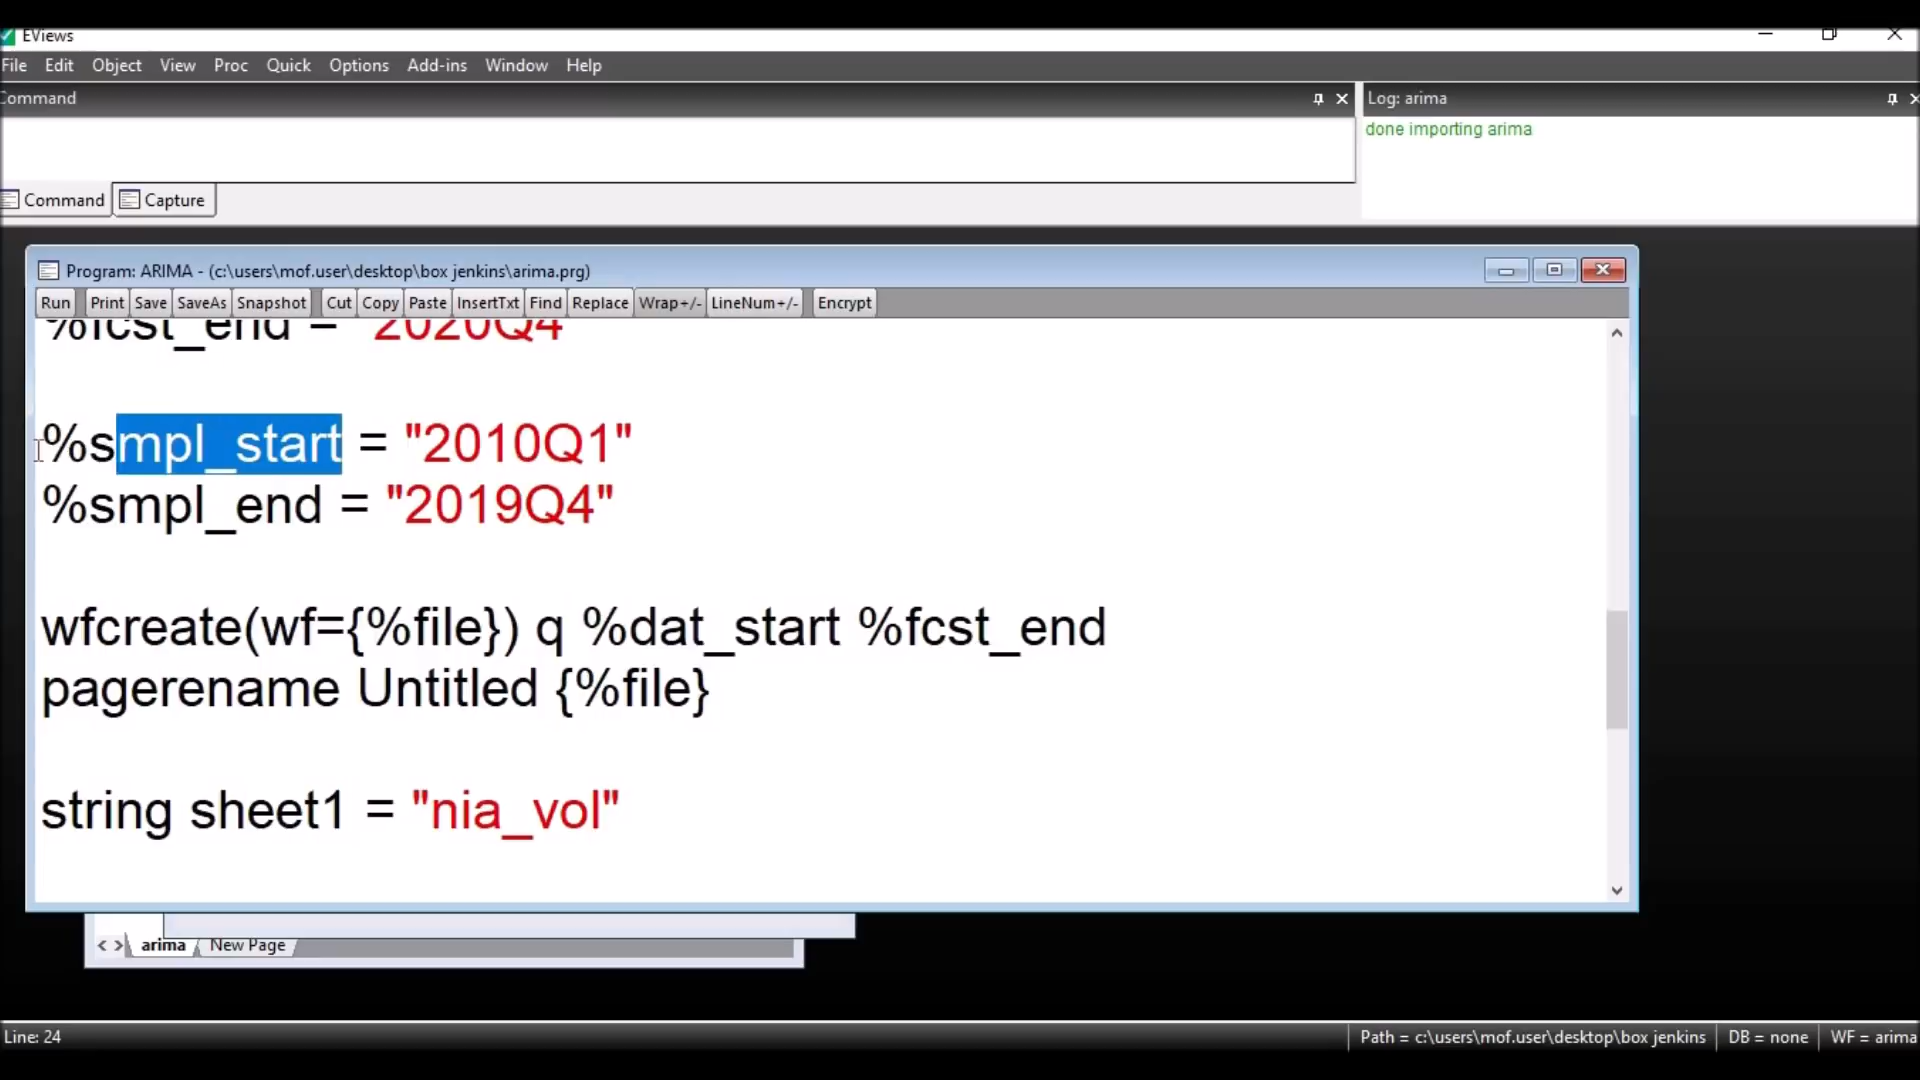 EViews
File Edit Object View Proc Quick Options Add-ins Window Help
Command
Log: arima
done importing arima
Command Capture
Program: ARIMA - (c:\users\mof.user\desktop\box jenkins\arima.prg)
Run Print Save SaveAs Snapshot Cut Copy Paste InsertTxt Find Replace Wrap+/- LineNum+/- Encrypt
%fcst_end = "2020Q4"
%smpl_start = "2010Q1"
%smpl_end = "2019Q4"
wfcreate(wf={%file}) q %dat_start %fcst_end
pagerename Untitled {%file}
string sheet1 = "nia_vol"
< > arima New Page
Line: 24
Path = c:\users\mof.user\desktop\box jenkins DB = none WF = arima